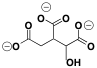 ⊖ O O O ⊖
O
O
⊖ O OH